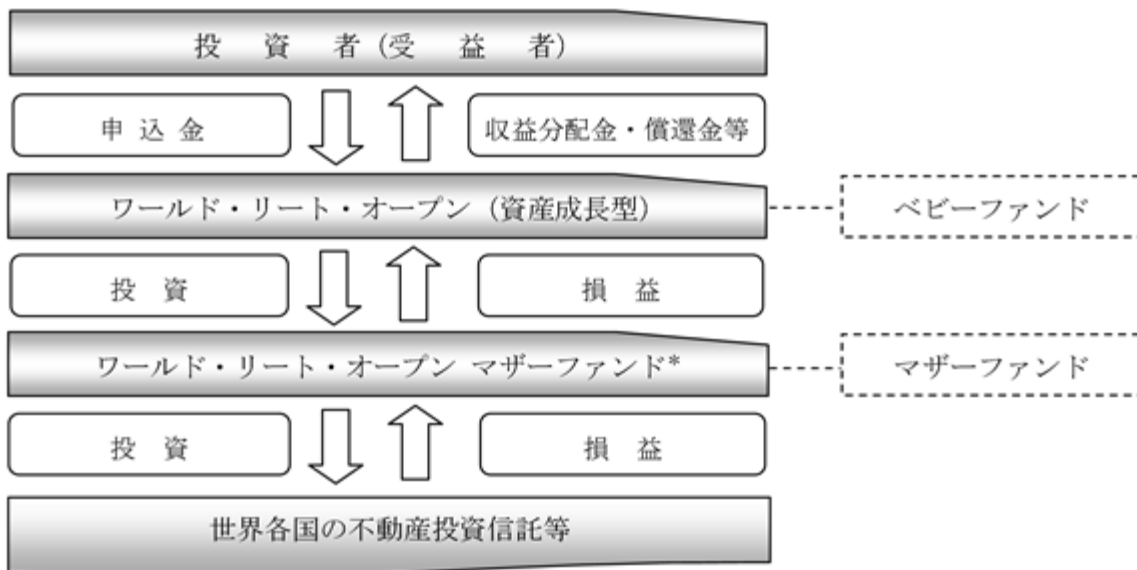 投資者(受益者)
申込金
収益分配金・償還金等
ワールド・リート・オープン(資産成長型)
ベビーファンド
投資
損益
ワールド・リート・オープン マザーファンド*
マザーファンド
投資
損益
世界各国の不動産投資信託等